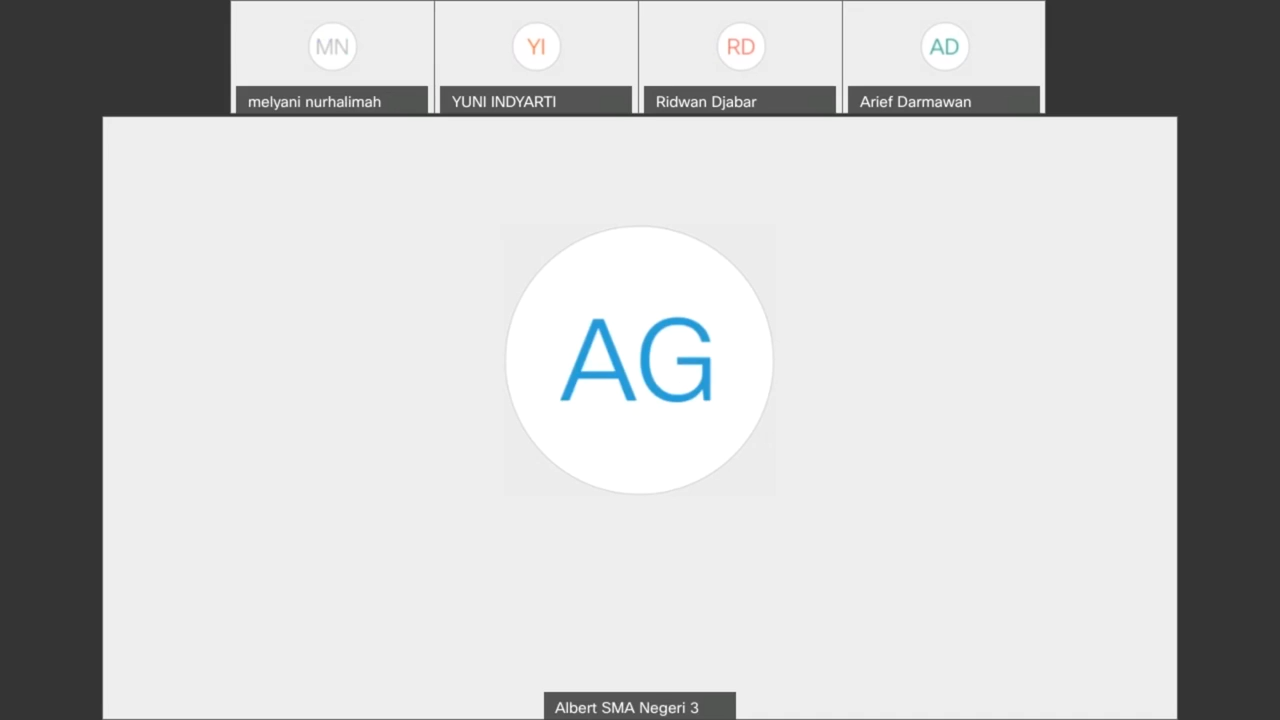 MN
YI
RD
AD
melyani nurhalimah
YUNI INDYARTI
Ridwan Djabar
Arief Darmawan
AG
Albert SMA Negeri 3